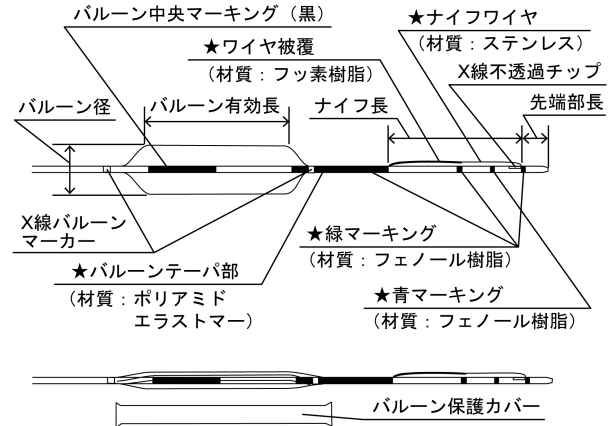 バルーン中央マーキング（黒）
★ナイフワイヤ
（材質：ステンレス）
★ワイヤ被覆
（材質：フッ素樹脂）
X線不透過チップ
バルーン径
バルーン有効長
ナイフ長
先端部長
X線バルーン
マーカー
★バルーンテーパ部
（材質：ポリアミド
エラストマー）
★緑マーキング
（材質：フェノール樹脂）
★青マーキング
（材質：フェノール樹脂）
バルーン保護カバー